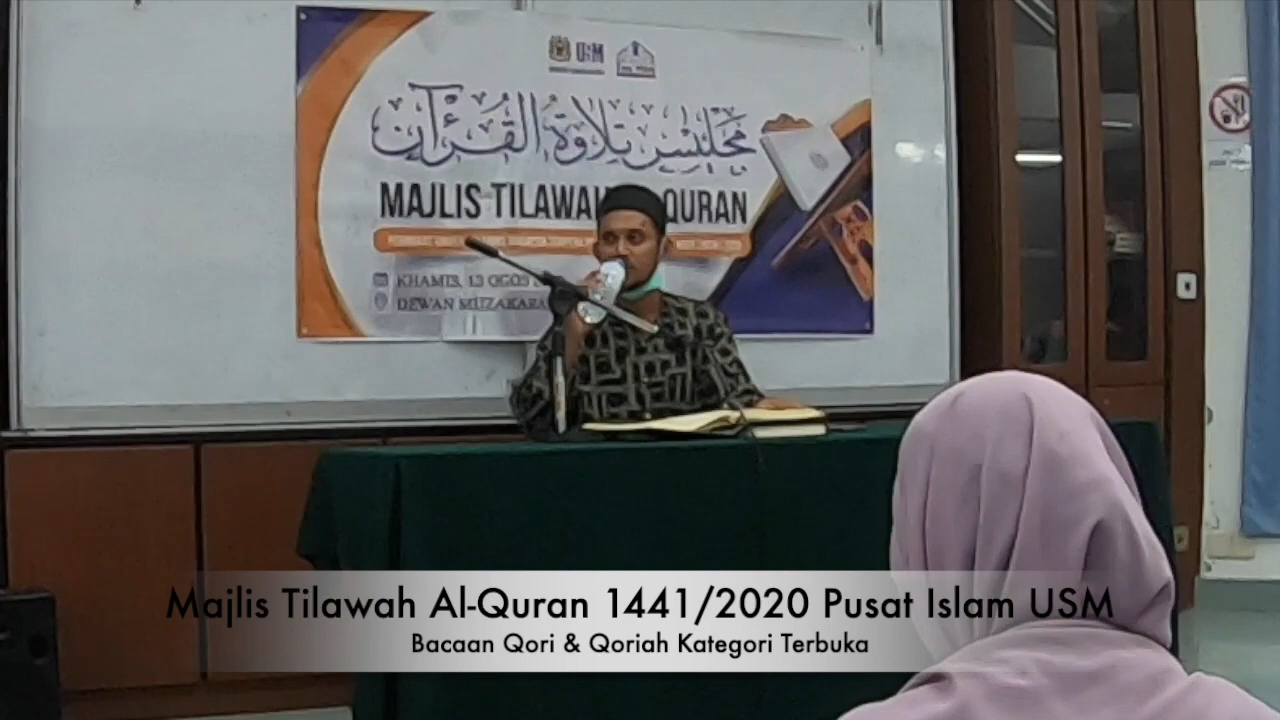 USM
مجلس تلاوة القرءان
MAJLIS TILAWAH QURAN
KHAMIS, 13 OGOS
DEWAN MUZAKARA
Majlis Tilawah Al-Quran 1441/2020 Pusat Islam USM
Bacaan Qori & Qoriah Kategori Terbuka